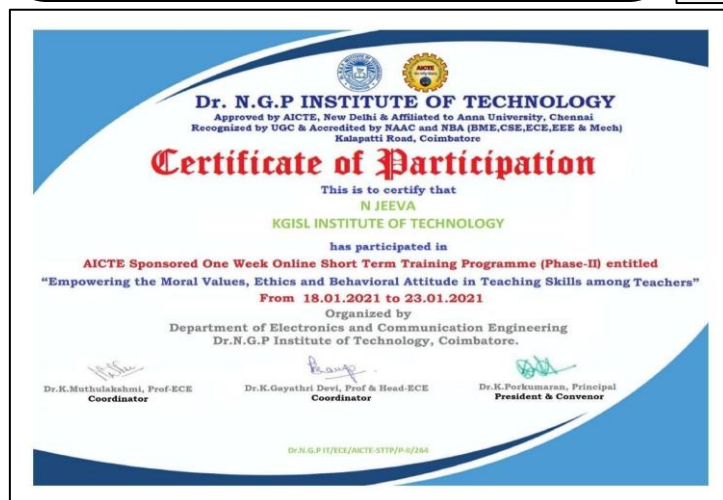 Dr. N.G.P INSTITUTE OF TECHNOLOGY
Approved by AICTE, New Delhi & Affiliated to Anna University, Chennai
Recognized by UGC & Accredited by NAAC and NBA (BME,CSE,ECE,EEE & Mech)
Kalapatti Road, Coimbatore
Certificate of Participation
This is to certify that
N JEEVA
KGISL INSTITUTE OF TECHNOLOGY
has participated in
AICTE Sponsored One Week Online Short Term Training Programme (Phase-II) entitled
“Empowering the Moral Values, Ethics and Behavioral Attitude in Teaching Skills among Teachers”
From 18.01.2021 to 23.01.2021
Organized by
Department of Electronics and Communication Engineering
Dr.N.G.P Institute of Technology, Coimbatore.
Dr.K.Muthulakshmi, Prof-ECE
Coordinator
Dr.K.Gayathri Devi, Prof & Head-ECE
Coordinator
Dr.K.Porkumaran, Principal
President & Convenor
Dr.N.G.P IT/ECE/AICTE-STTP/P-II/264
AICTE